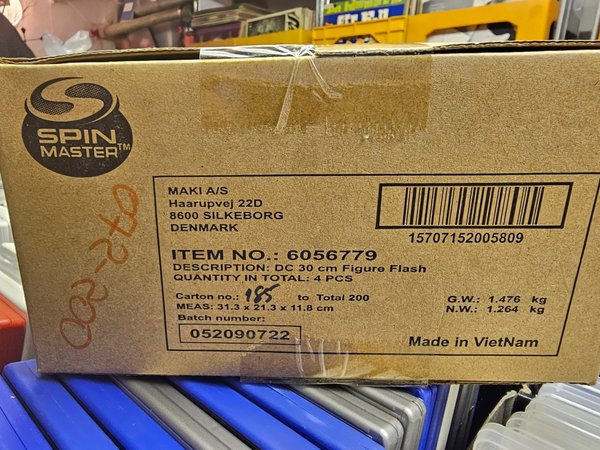 SPIN
MASTER™
072-200
MAKI A/S
Haarupvej 22D
8600 SILKEBORG
DENMARK
15707152005809
ITEM NO.: 6056779
DESCRIPTION: DC 30 cm Figure Flash
QUANTITY IN TOTAL: 4 PCS
Carton no.: 185 to Total 200
G.W.: 1.476 kg
MEAS: 31.3 x 21.3 x 11.8 cm
N.W.: 1.264 kg
Batch number:
052090722
Made in VietNam